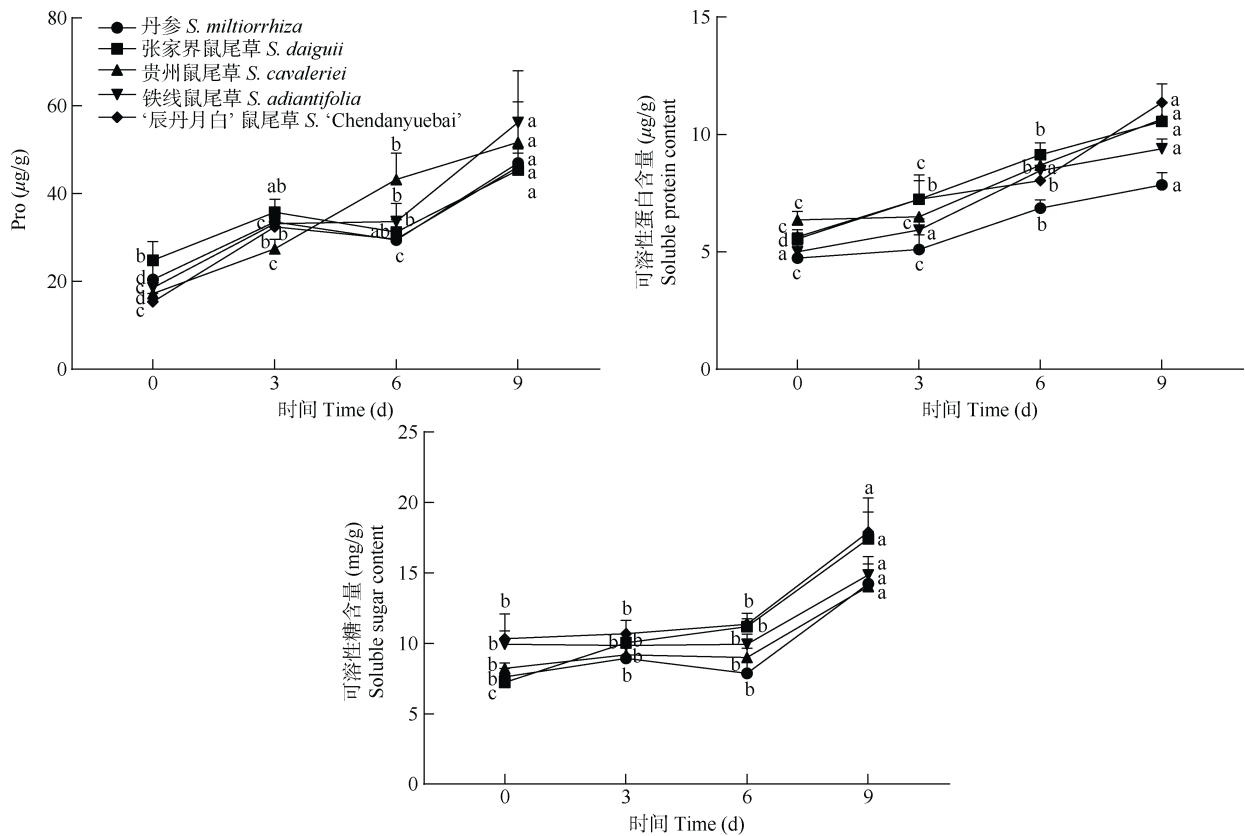 80
60
40
20
0
Pro (μg/g)
丹参 S. miltiorrhiza
张家界鼠尾草 S. daiguii
贵州鼠尾草 S. cavaleriei
铁线鼠尾草 S. adiantifolia
‘辰丹月白’ 鼠尾草 S. ‘Chendanyuebai’
b
d
c
d
c
ab
c
b
b
c
b
b
b
ab
c
a
a
a
a
a
0 3 6 9
时间 Time (d)
15
10
5
0
可溶性蛋白含量 (μg/g)
Soluble protein content
c
c
d
a
c
c
b
c
a
c
b
b
a
b
b
a
a
a
a
a
0 3 6 9
时间 Time (d)
25
20
15
10
5
0
可溶性糖含量 (mg/g)
Soluble sugar content
b
b
b
b
c
b
b
b
b
b
b
b
b
b
b
a
a
a
a
a
0 3 6 9
时间 Time (d)